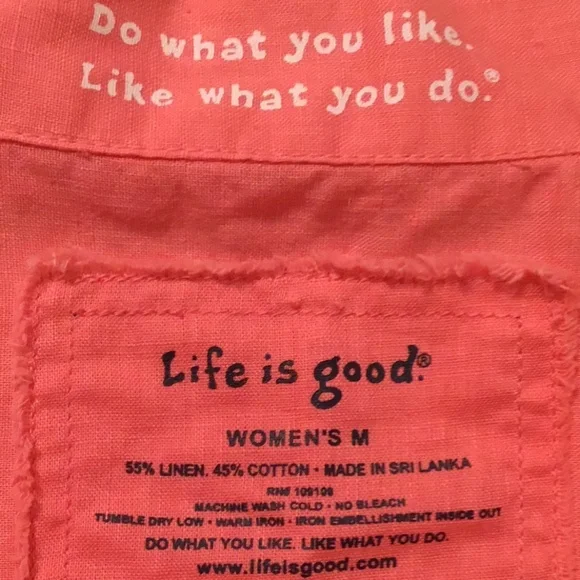 Do what you like.
Like what you do.®
Life is good.®
WOMEN'S M
55% LINEN. 45% COTTON • MADE IN SRI LANKA
RN# 109109
MACHINE WASH COLD • NO BLEACH
TUMBLE DRY LOW • WARM IRON • IRON EMBELLISHMENT INSIDE OUT
DO WHAT YOU LIKE. LIKE WHAT YOU DO.
www.lifeisgood.com